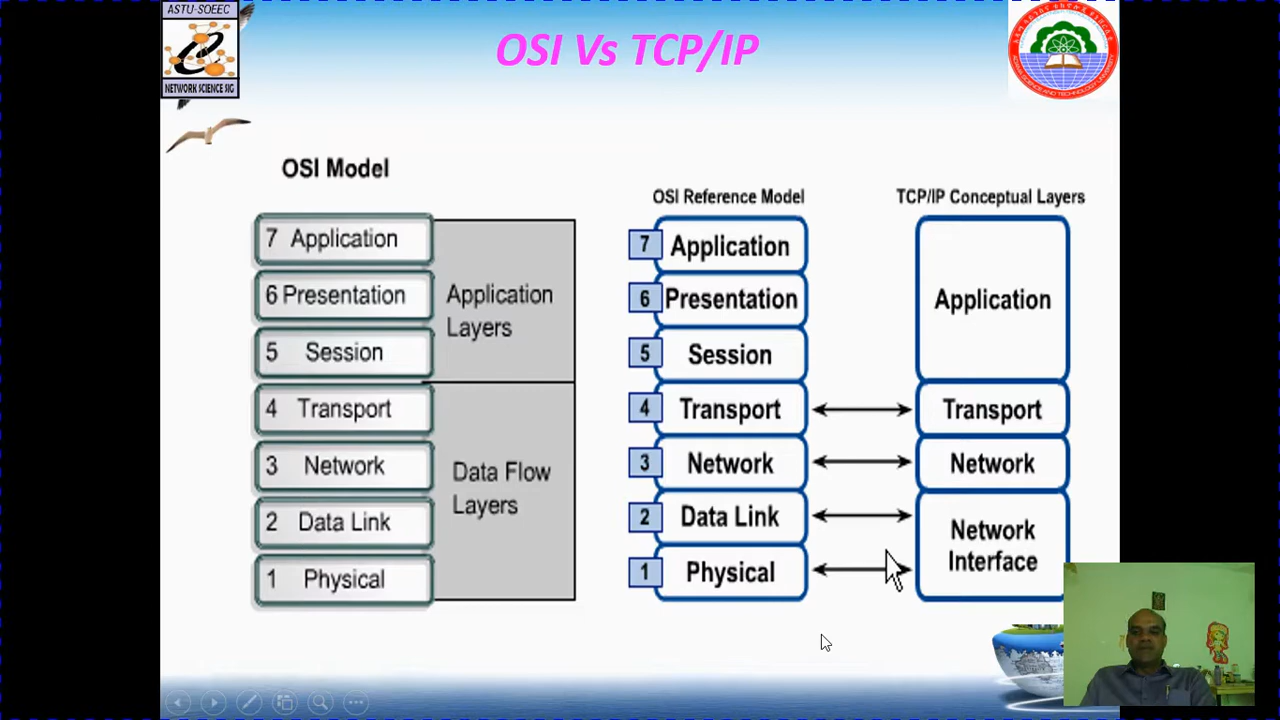 ASTU-SOEEC
NETWORK SCIENCE SIG
OSI Vs TCP/IP
OSI Model
7 Application
6 Presentation
5 Session
4 Transport
3 Network
2 Data Link
1 Physical
Application
Layers
Data Flow
Layers
OSI Reference Model
7 Application
6 Presentation
5 Session
4 Transport
3 Network
2 Data Link
1 Physical
TCP/IP Conceptual Layers
Application
Transport
Network
Network
Interface